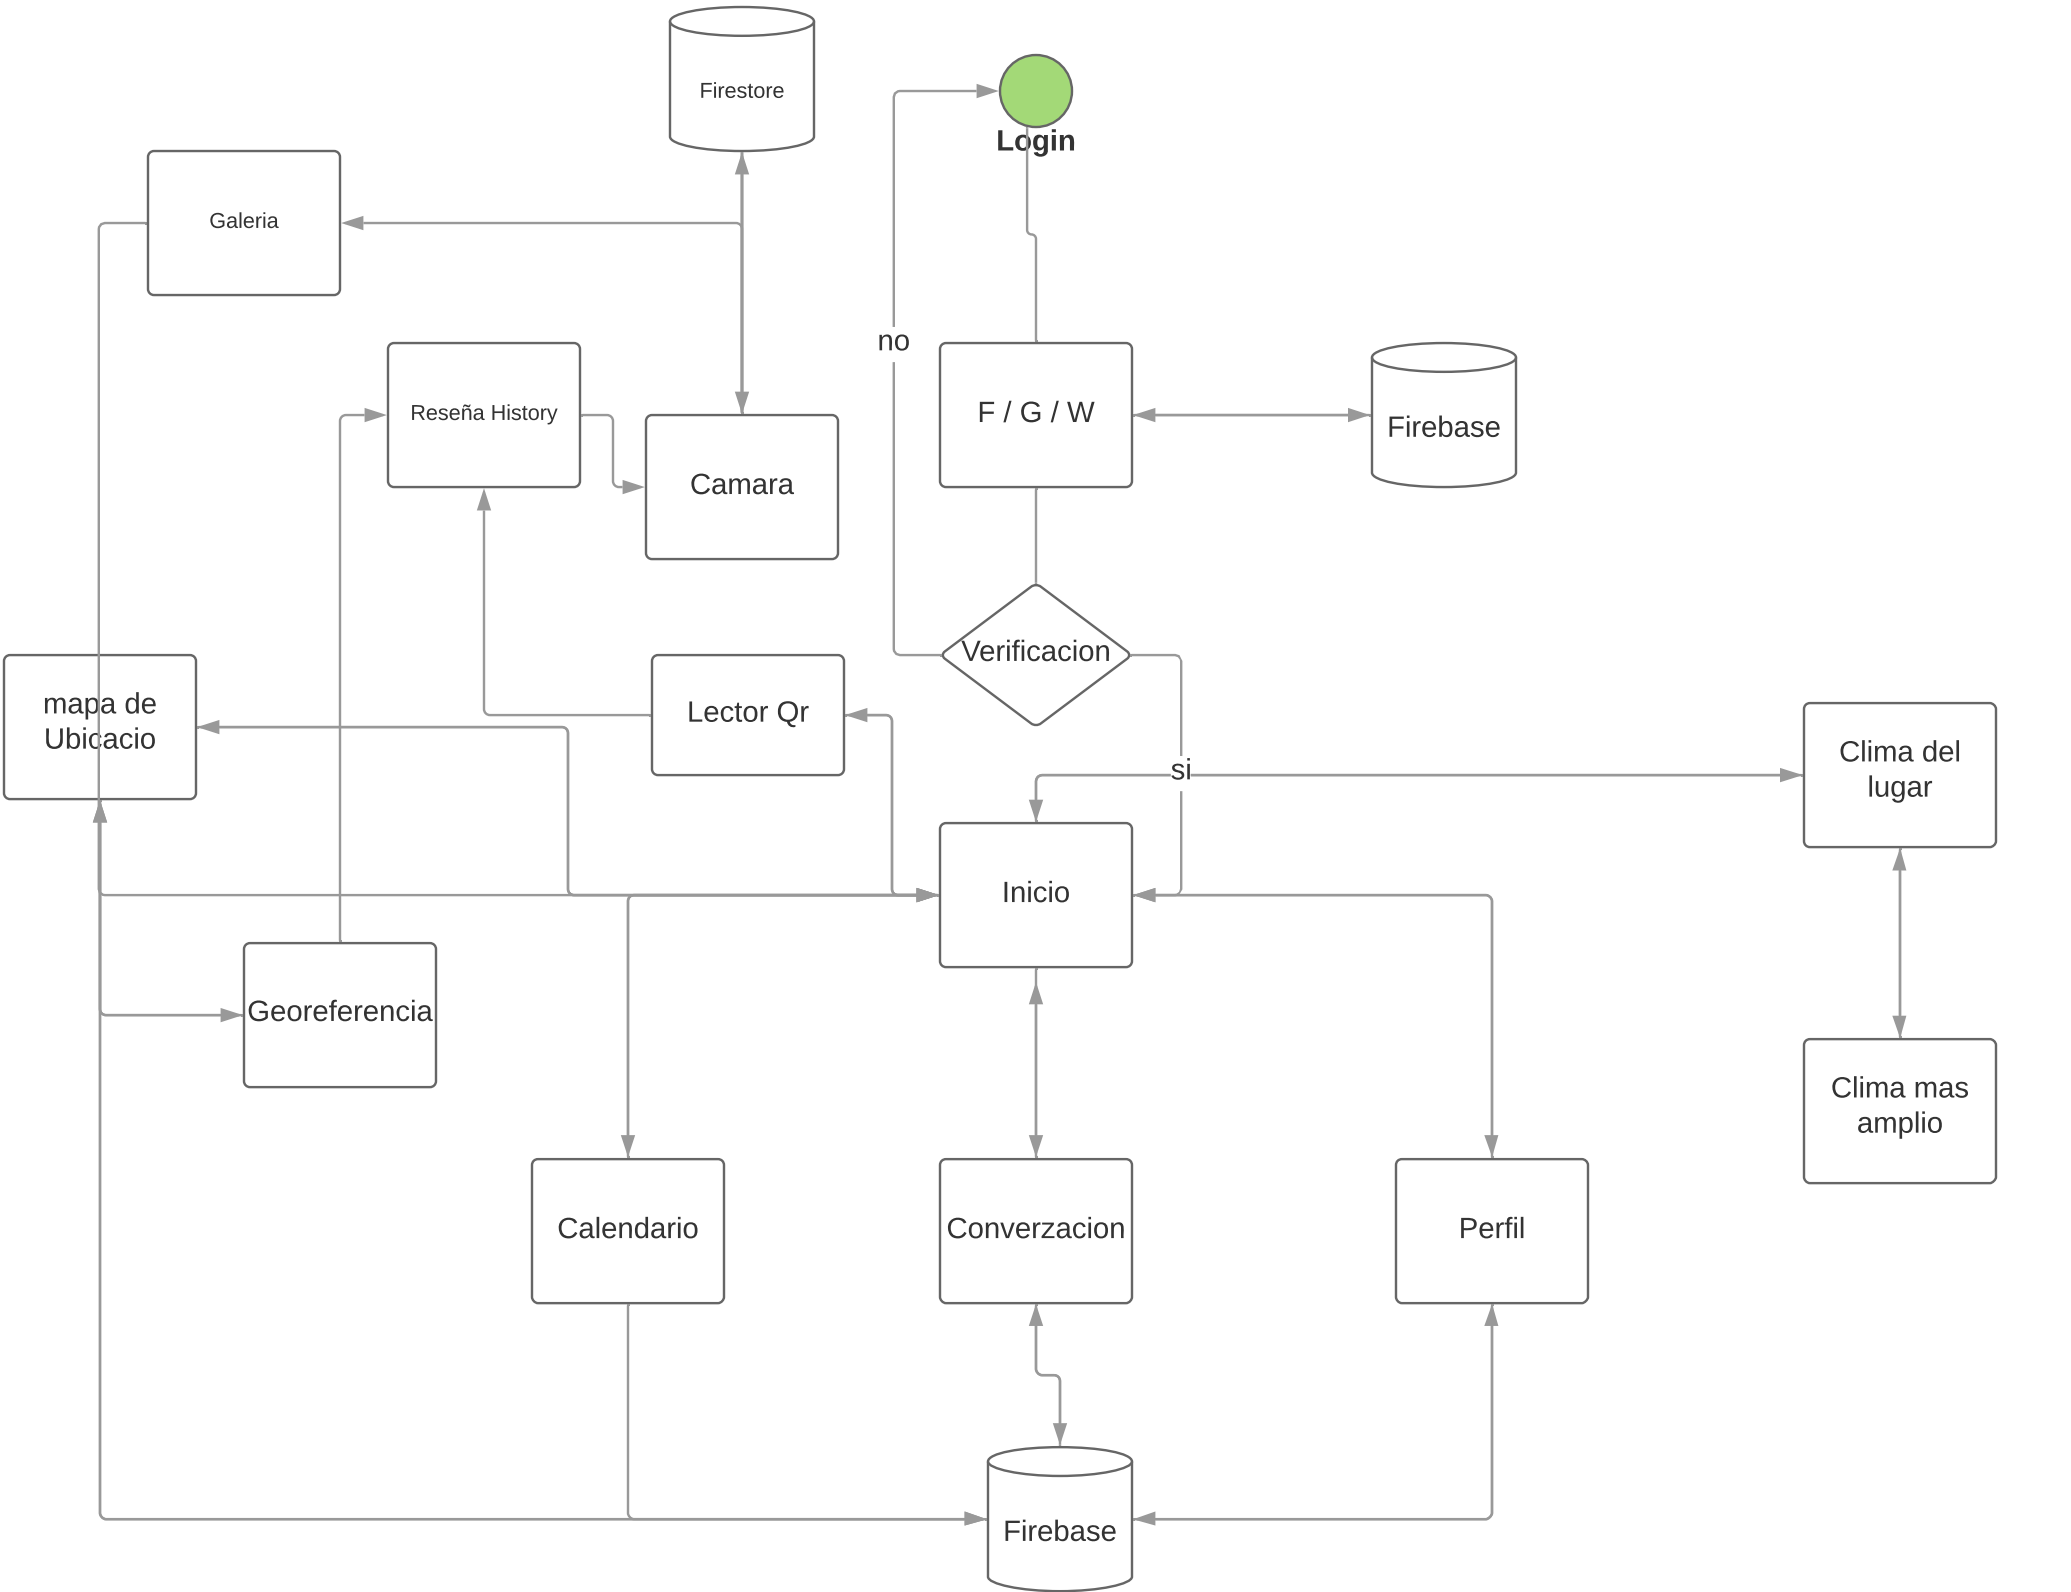 Firestore
Login
Galeria
no
Reseña History
F / G / W
Firebase
Camara
Verificacion
mapa de
Ubicacio
Lector Qr
si
Clima del
lugar
Inicio
Georeferencia
Clima mas
amplio
Calendario
Converzacion
Perfil
Firebase